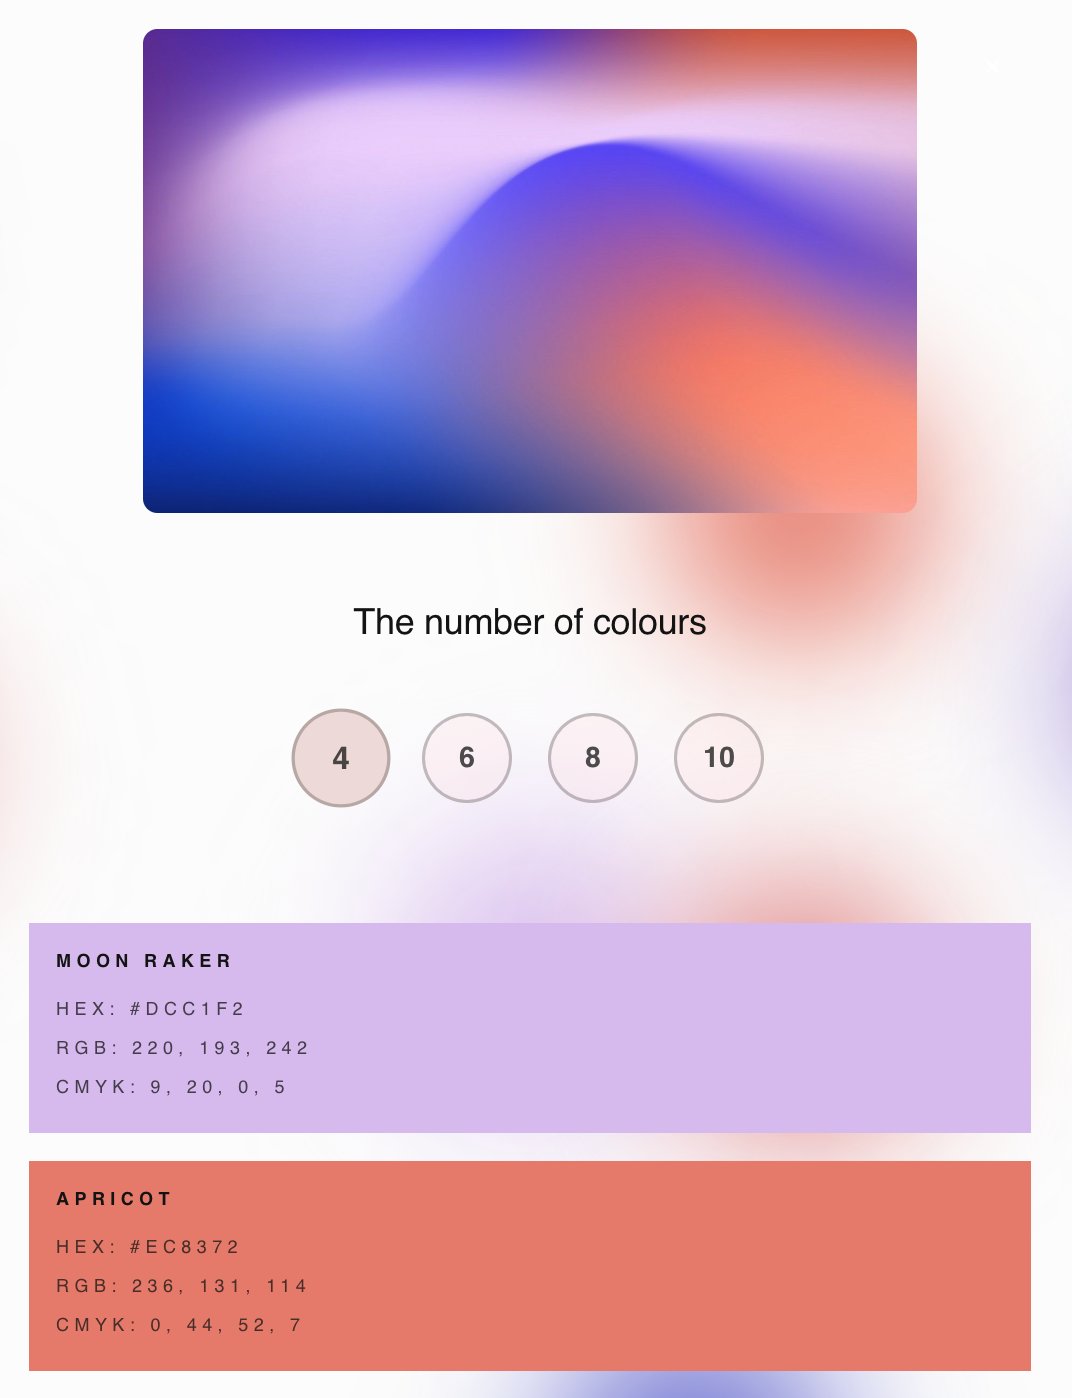 The number of colours
4 6 8 10
MOON RAKER
HEX: #DCC1F2
RGB: 220, 193, 242
CMYK: 9, 20, 0, 5
APRICOT
HEX: #EC8372
RGB: 236, 131, 114
CMYK: 0, 44, 52, 7